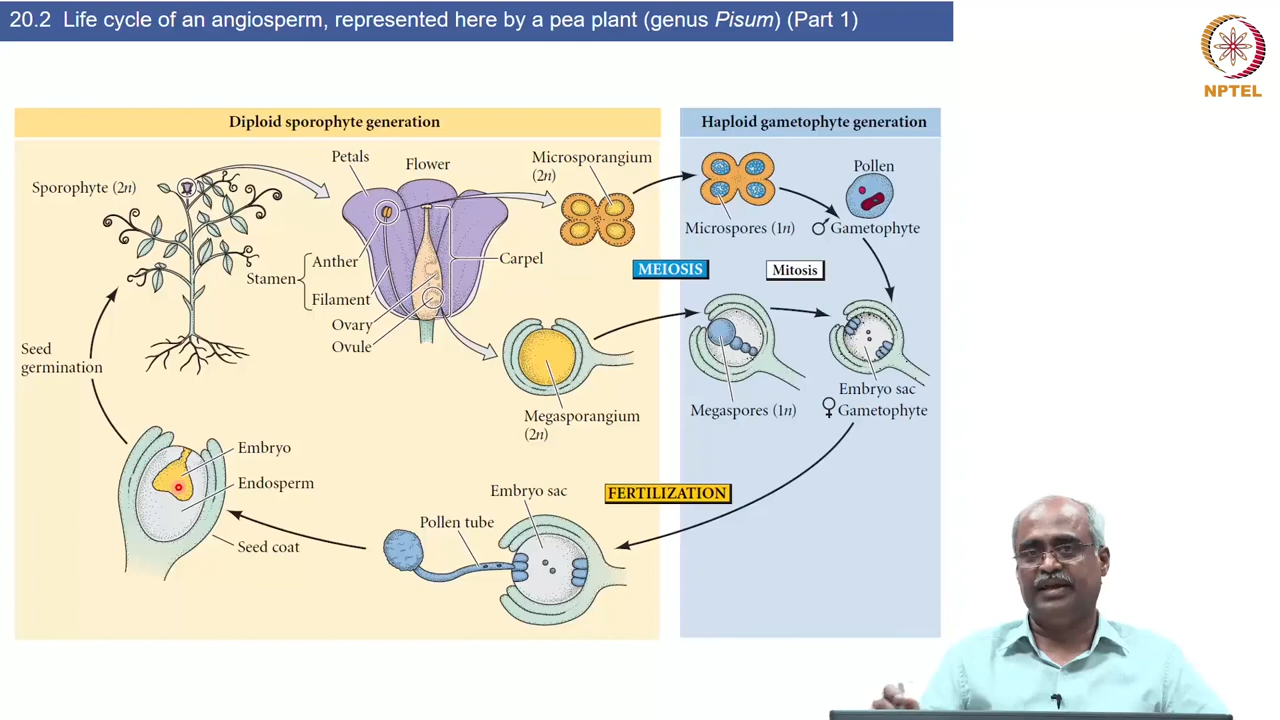 20.2 Life cycle of an angiosperm, represented here by a pea plant (genus Pisum) (Part 1)
NPTEL
Diploid sporophyte generation
Haploid gametophyte generation
Sporophyte (2n)
Petals
Flower
Microsporangium
(2n)
Pollen
Microspores (1n)
♂ Gametophyte
Stamen
Anther
Filament
Carpel
Ovary
Ovule
MEIOSIS
Mitosis
Seed
germination
Megasporangium
(2n)
Megaspores (1n)
Embryo sac
♀ Gametophyte
Embryo
Endosperm
Seed coat
Pollen tube
Embryo sac
FERTILIZATION